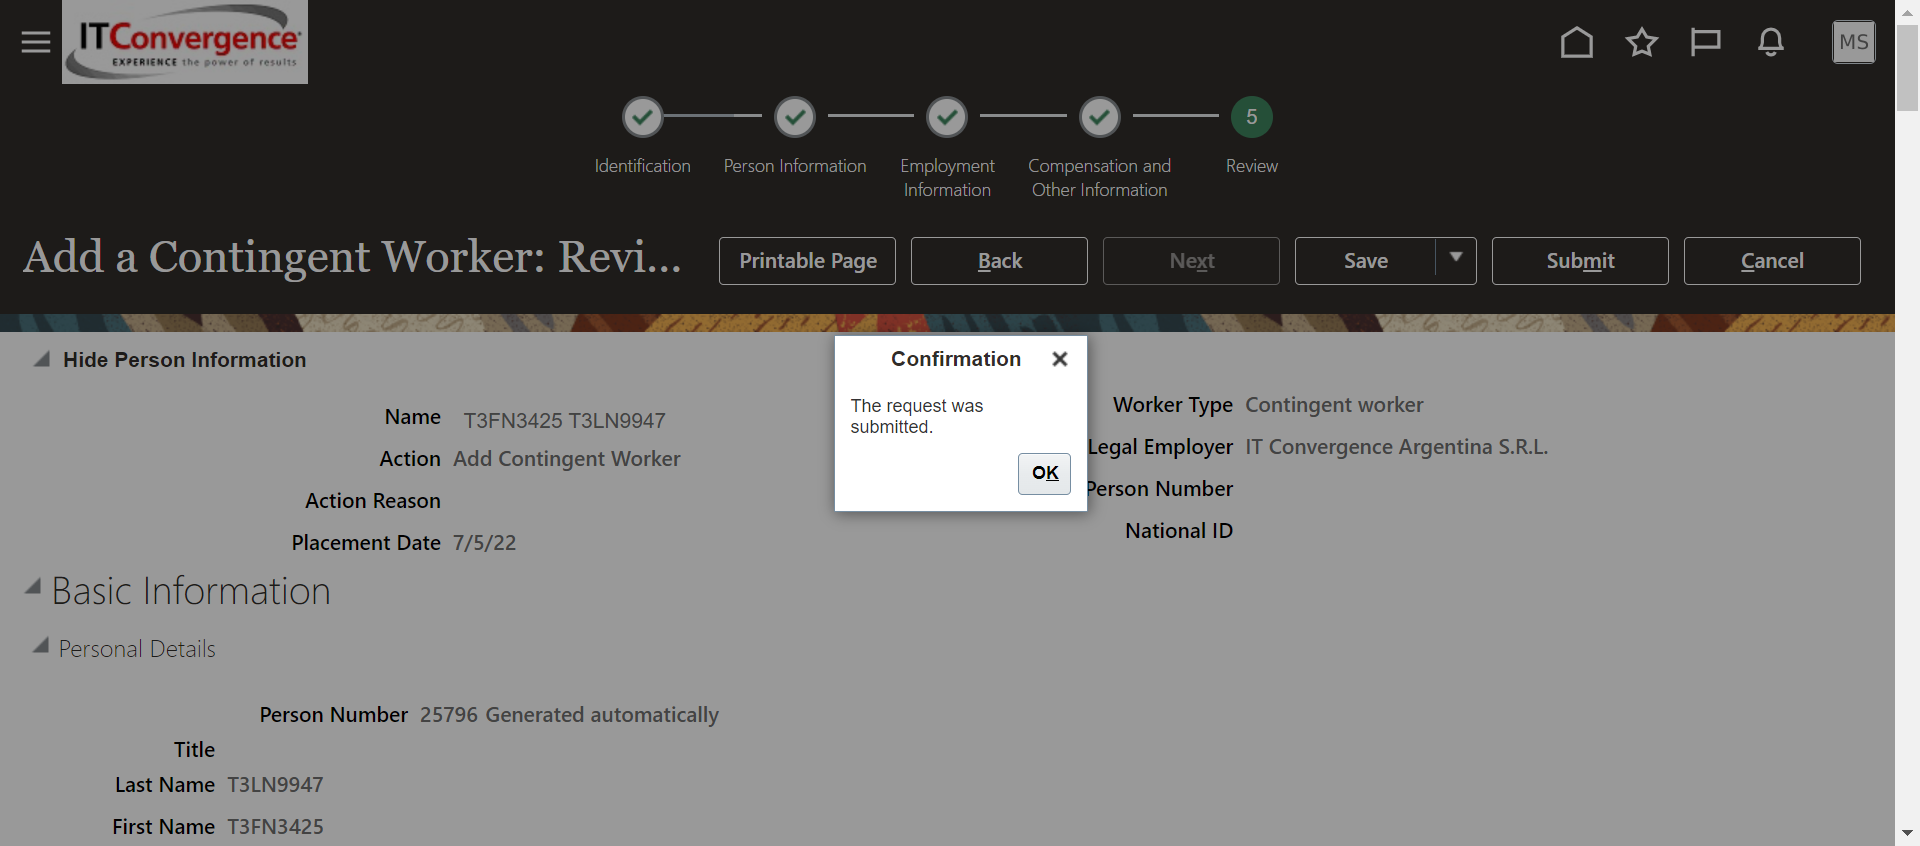 ITConvergence
EXPERIENCE the power of results
MS
5
Identification
Person Information
Employment
Information
Compensation and
Other Information
Review
Add a Contingent Worker: Revi...
Printable Page
Back
Next
Save
Submit
Cancel
Hide Person Information
Name T3FN3425 T3LN9947
Action Add Contingent Worker
Action Reason
Placement Date 7/5/22
Confirmation
The request was
submitted.
OK
Worker Type Contingent worker
Legal Employer IT Convergence Argentina S.R.L.
Person Number
National ID
Basic Information
Personal Details
Person Number 25796 Generated automatically
Title
Last Name T3LN9947
First Name T3FN3425